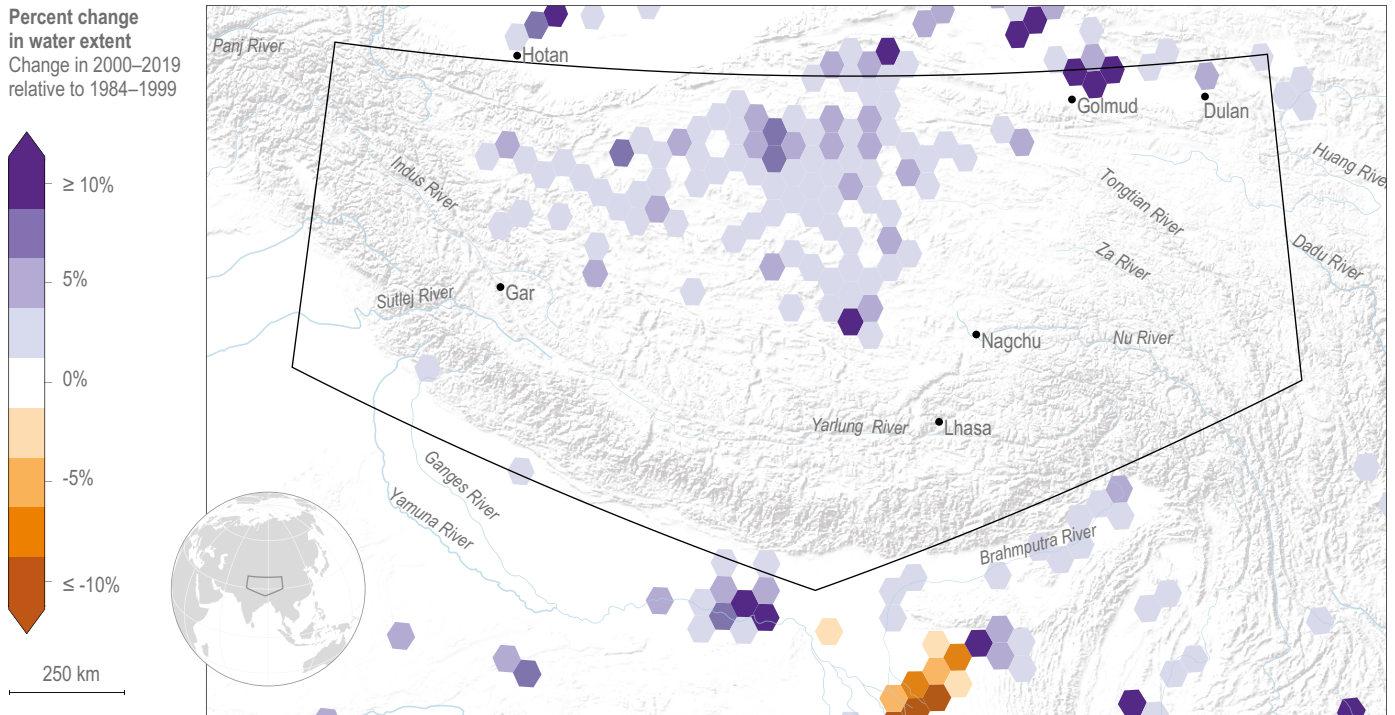 Percent change
in water extent
Change in 2000–2019
relative to 1984–1999
≥ 10%
5%
0%
-5%
≤ -10%
250 km
Panj River
Hotan
Golmud
Dulan
Huang River
Indus River
Tongtian River
Za River
Dadu River
Gar
Sutlej River
Nagchu
Nu River
Yarlung River
Lhasa
Ganges River
Yamuna River
Brahmputra River